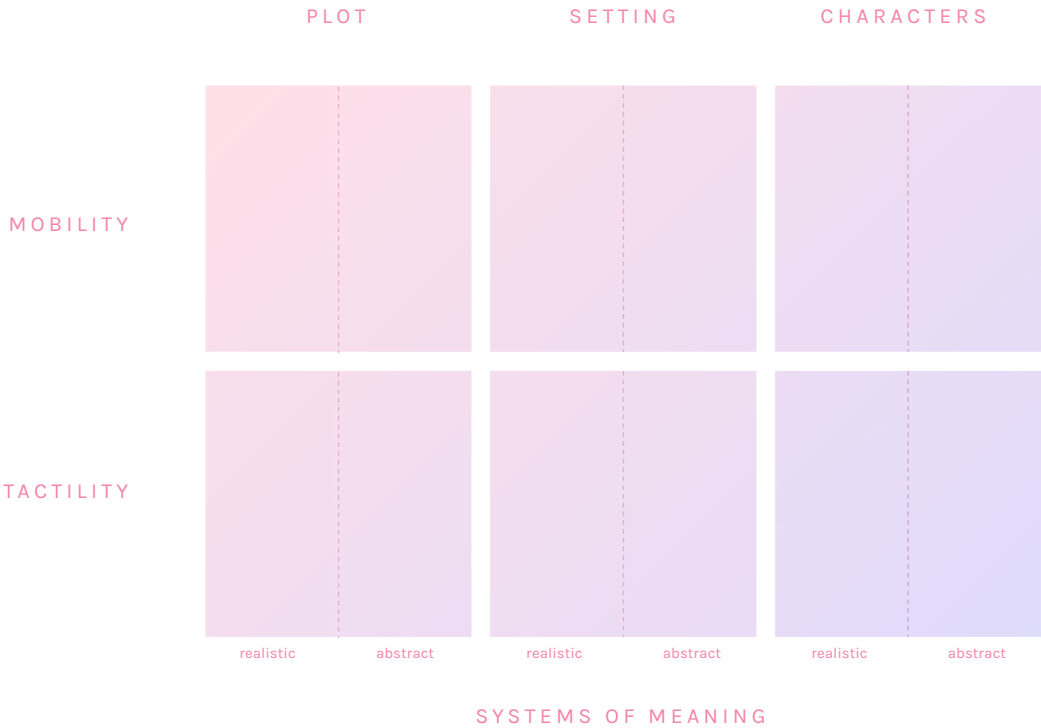 PLOT SETTING CHARACTERS
MOBILITY
TACTILITY
realistic abstract realistic abstract realistic abstract
SYSTEMS OF MEANING